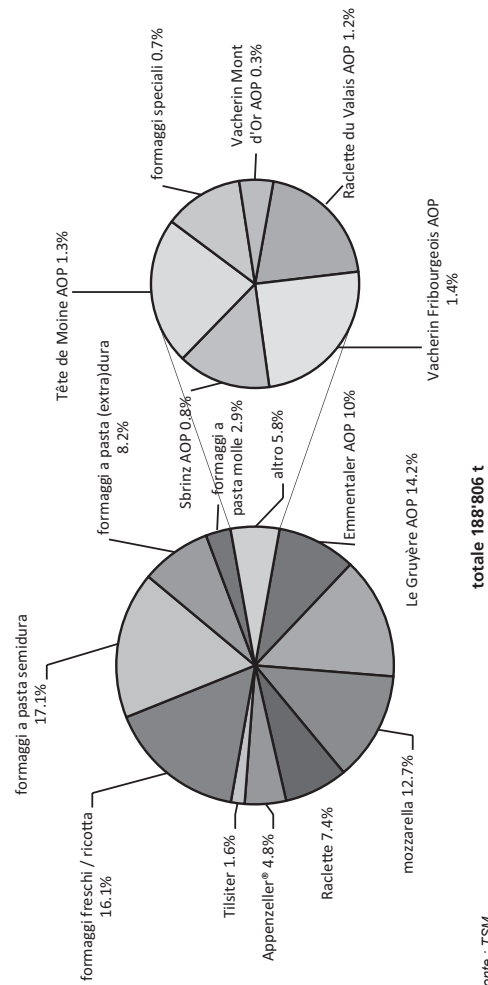 formaggi a pasta semidura
17.1%
formaggi a pasta (extra)dura
8.2%
Sbrinz AOP 0.8%
formaggi a
pasta molle 2.9%
altro 5.8%
Emmentaler AOP 10%
Le Gruyère AOP 14.2%
mozzarella 12.7%
Raclette 7.4%
Appenzeller® 4.8%
Tilsiter 1.6%
formaggi freschi / ricotta
16.1%
Tête de Moine AOP 1.3%
formaggi speciali 0.7%
Vacherin Mont
d'Or AOP 0.3%
Raclette du Valais AOP 1.2%
Vacherin Fribourgeois AOP
1.4%
totale 188'806 t
onte : TSM